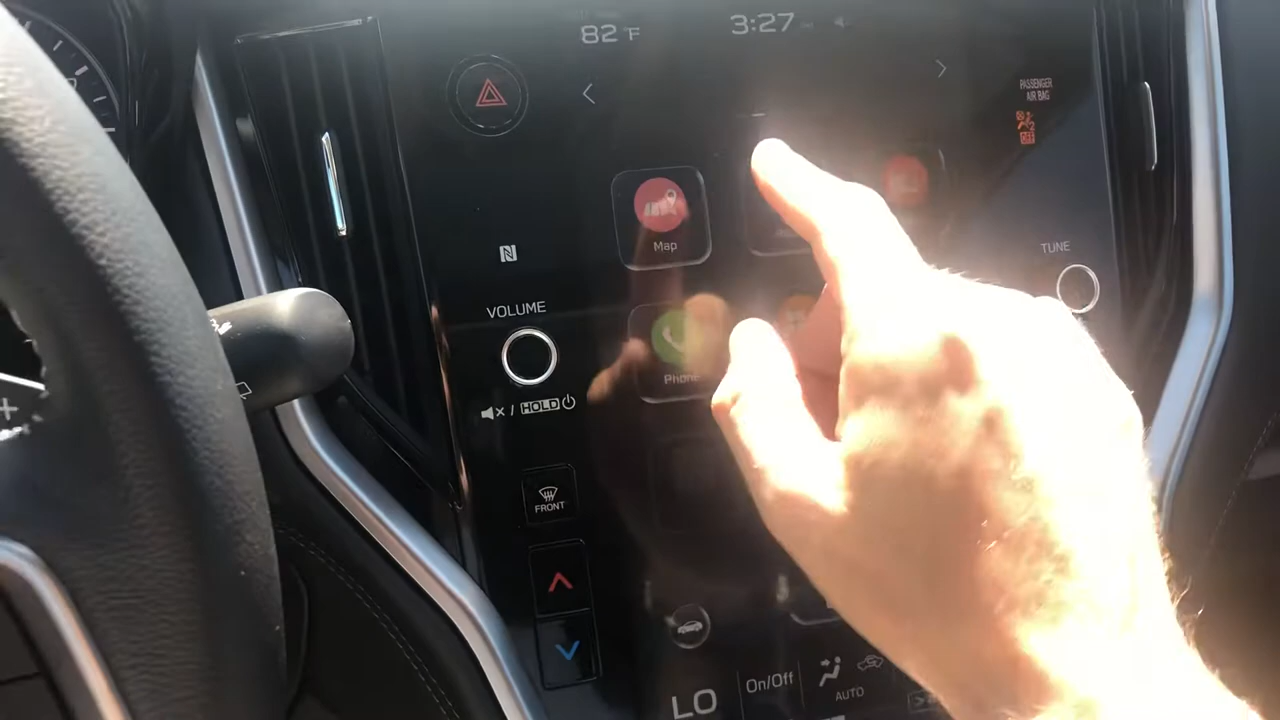 82 °F
3:27
PASSENGER
AIR BAG
OFF
Map
TUNE
VOLUME
Phone
/ HOLD
FRONT
LO
On/Off
AUTO